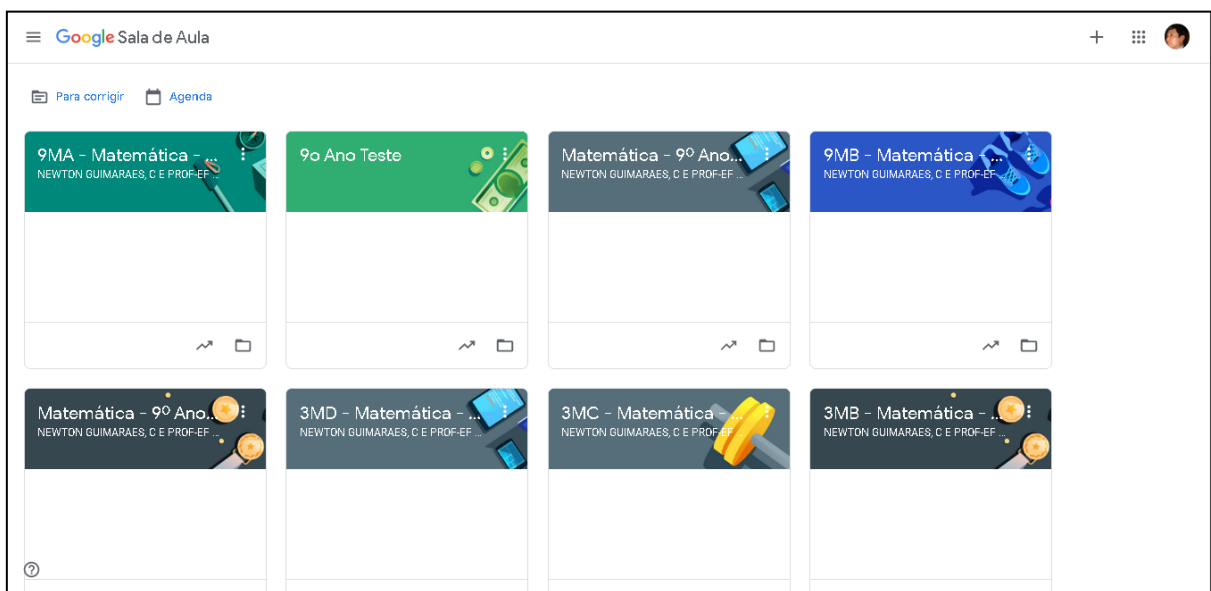 Google Sala de Aula
Para corrigir Agenda
9MA - Matemática - ...
NEWTON GUIMARAES, C E PROF-EF ...
9o Ano Teste
Matemática - 9º Ano...
NEWTON GUIMARAES, C E PROF-EF ...
9MB - Matemática - ...
NEWTON GUIMARAES, C E PROF-EF ...
Matemática - 9º Ano...
NEWTON GUIMARAES, C E PROF-EF ...
3MD - Matemática - ...
NEWTON GUIMARAES, C E PROF-EF ...
3MC - Matemática - ...
NEWTON GUIMARAES, C E PROF-EF ...
3MB - Matemática - ...
NEWTON GUIMARAES, C E PROF-EF ...